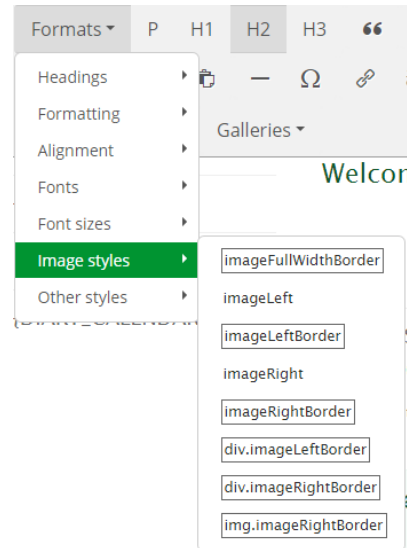 Formats P H1 H2 H3 ❝
Headings
— Ω
Formatting
Galleries
Alignment
Fonts
Font sizes
Image styles
imageFullWidthBorder
Other styles
imageLeft
imageLeftBorder
imageRight
imageRightBorder
div.imageLeftBorder
div.imageRightBorder
img.imageRightBorder